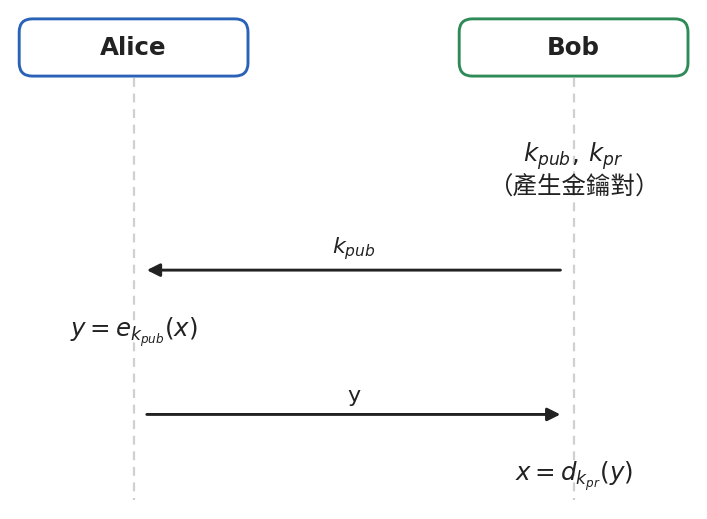 Alice
Bob
k_pub, k_pr
（產生金鑰對）
k_pub
y = e_{k_pub}(x)
y
x = d_{k_pr}(y)